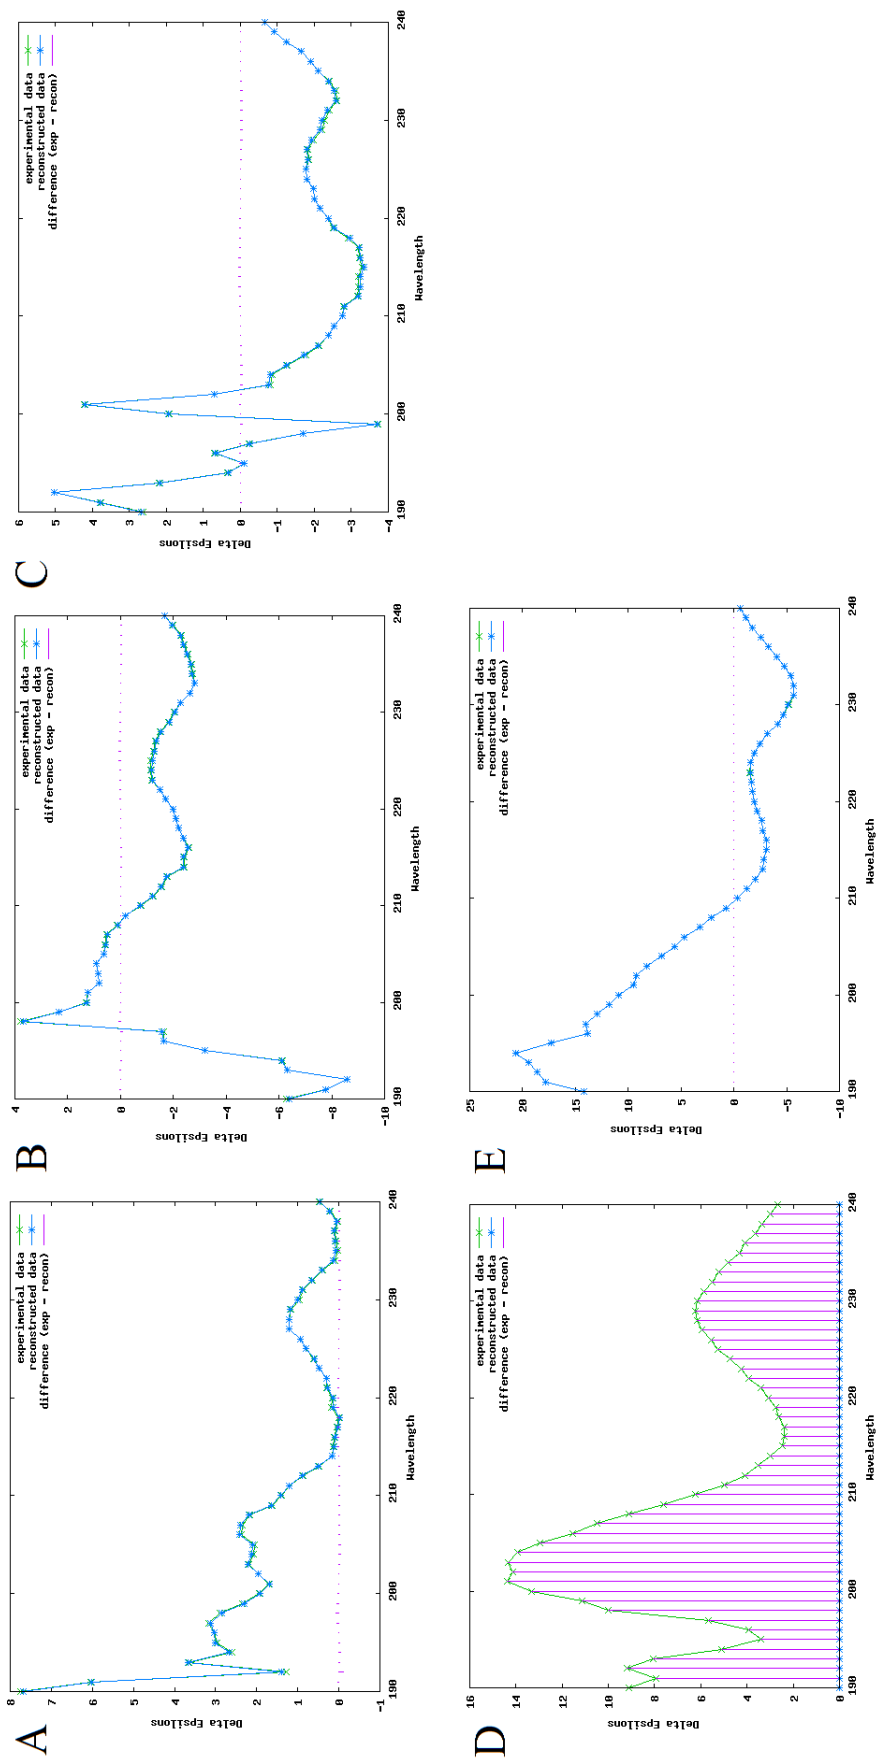 A
experimental data
reconstructed data
difference (exp - recon)
Delta Epsilons
8
7
6
5
4
3
2
1
0
-1
190
200
210
220
230
240
Wavelength
B
experimental data
reconstructed data
difference (exp - recon)
Delta Epsilons
4
2
0
-2
-4
-6
-8
-10
190
200
210
220
230
240
Wavelength
C
experimental data
reconstructed data
difference (exp - recon)
Delta Epsilons
6
5
4
3
2
1
0
-1
-2
-3
-4
190
200
210
220
230
240
Wavelength
D
experimental data
reconstructed data
difference (exp - recon)
Delta Epsilons
16
14
12
10
8
6
4
2
0
190
200
210
220
230
240
Wavelength
E
experimental data
reconstructed data
difference (exp - recon)
Delta Epsilons
25
20
15
10
5
0
-5
-10
190
200
210
220
230
240
Wavelength